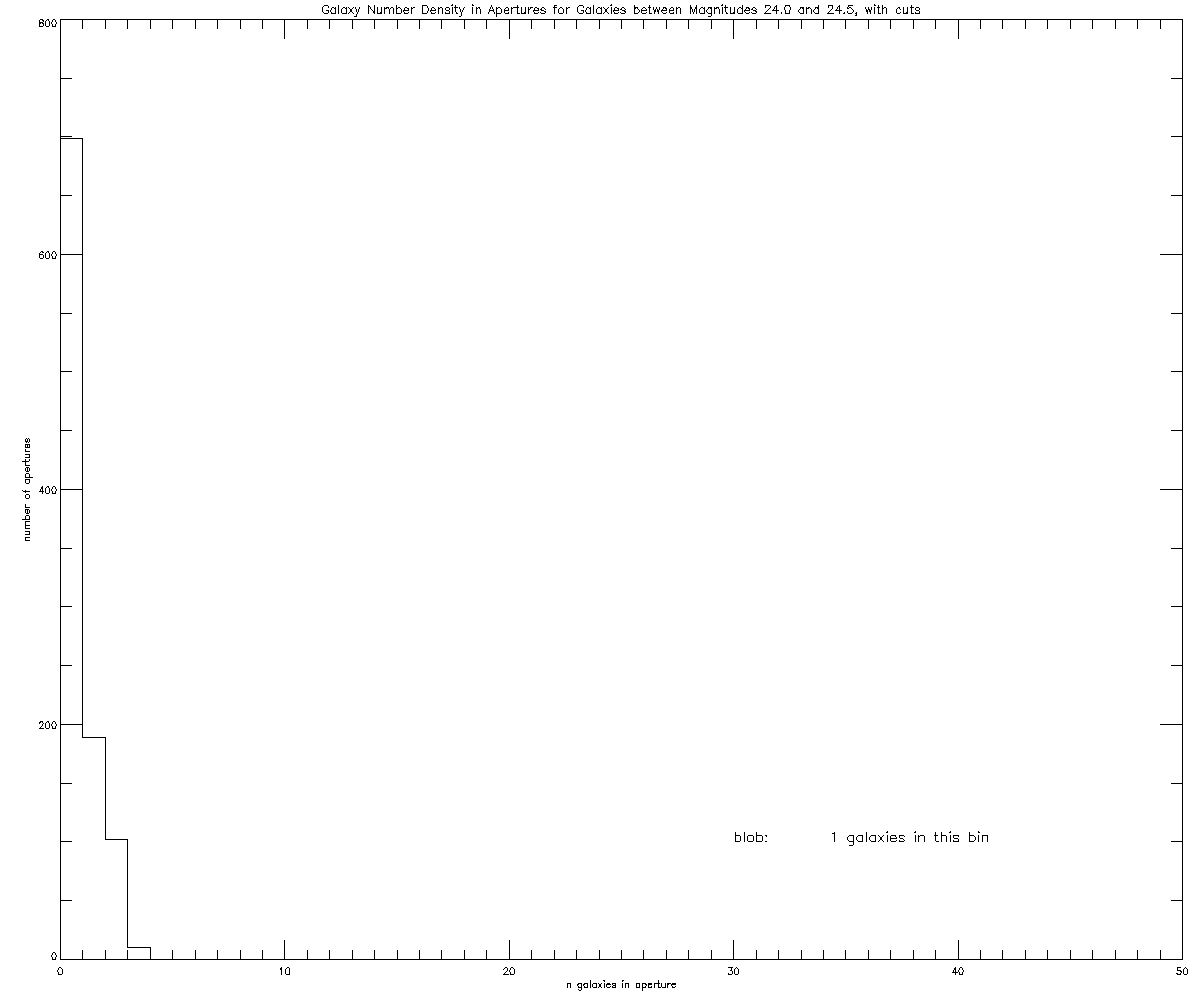 Galaxy Number Density in Apertures for Galaxies between Magnitudes 24.0 and 24.5, with cuts
800
600
number of apertures
400
200
blob: 1 galaxies in this bin
0
0 10 20 30 40 50
n galaxies in aperture